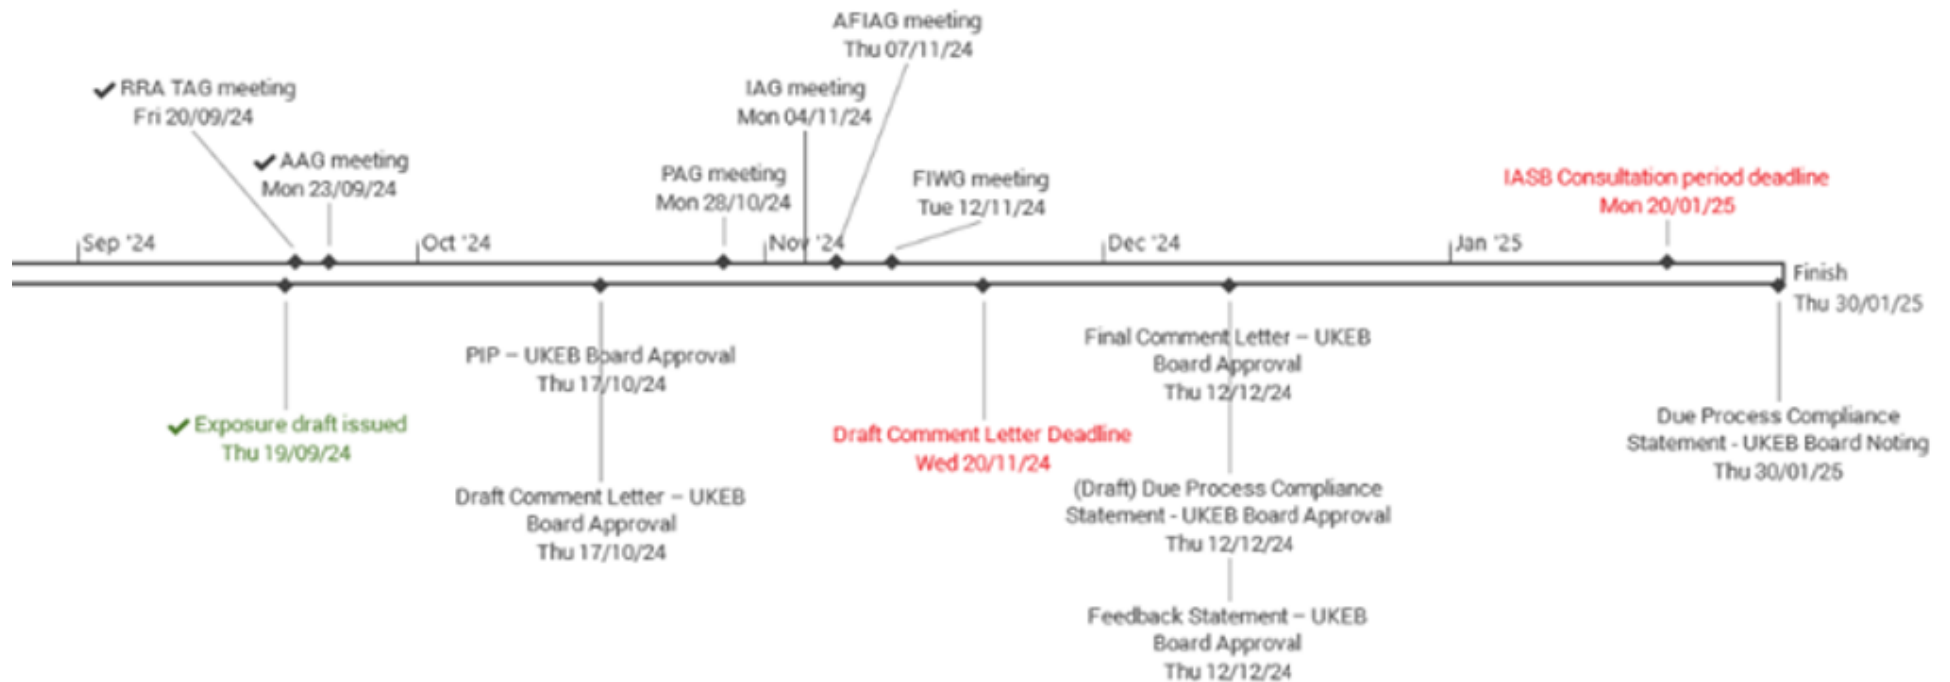 AFIAG meeting
Thu 07/11/24
✔ RRA TAG meeting
Fri 20/09/24
IAG meeting
Mon 04/11/24
✔ AAG meeting
Mon 23/09/24
PAG meeting
Mon 28/10/24
FIWG meeting
Tue 12/11/24
IASB Consultation period deadline
Mon 20/01/25
Sep '24
Oct '24
Nov '24
Dec '24
Jan '25
Finish
Thu 30/01/25
PIP – UKEB Board Approval
Thu 17/10/24
Final Comment Letter – UKEB
Board Approval
Thu 12/12/24
✔ Exposure draft issued
Thu 19/09/24
Draft Comment Letter Deadline
Wed 20/11/24
Due Process Compliance
Statement - UKEB Board Noting
Thu 30/01/25
Draft Comment Letter – UKEB
Board Approval
Thu 17/10/24
(Draft) Due Process Compliance
Statement - UKEB Board Approval
Thu 12/12/24
Feedback Statement – UKEB
Board Approval
Thu 12/12/24